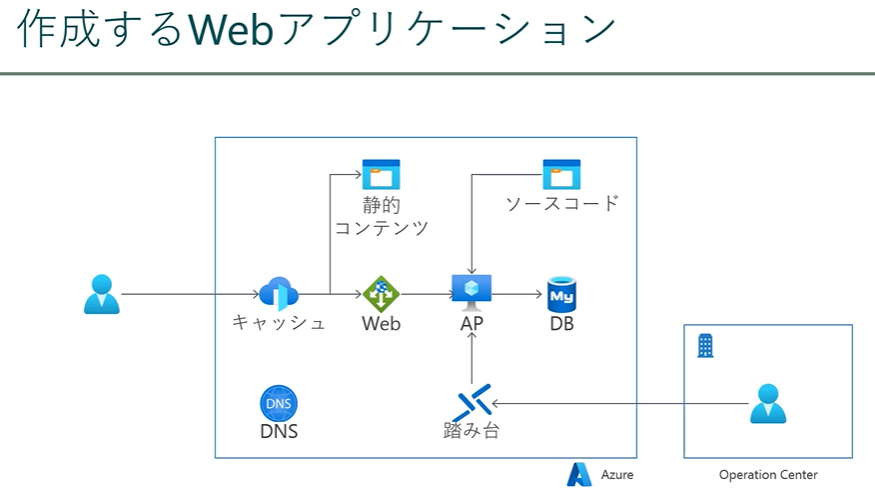 作成するWebアプリケーション
静的
コンテンツ
ソースコード
キャッシュ
Web
AP
My
DB
DNS
DNS
踏み台
Azure
Operation Center